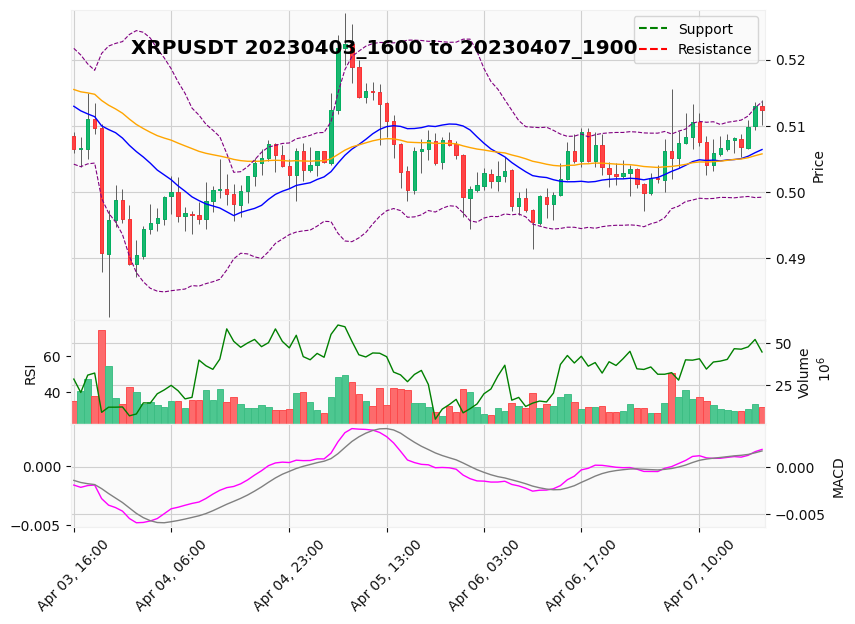 XRPUSDT 20230403_1600 to 20230407_1900
Support
Resistance
0.52
0.51
0.50
0.49
Price
60
40
RSI
50
25
Volume
10^6
0.000
−0.005
0.000
−0.005
MACD
Apr 03, 16:00
Apr 04, 06:00
Apr 04, 23:00
Apr 05, 13:00
Apr 06, 03:00
Apr 06, 17:00
Apr 07, 10:00